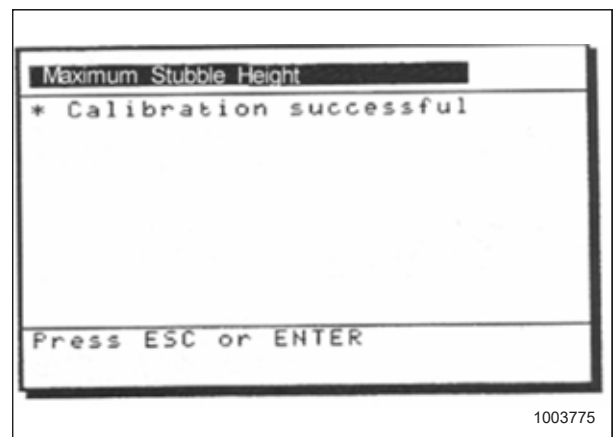 Maximum Stubble Height
* Calibration successful
Press ESC or ENTER
1003775